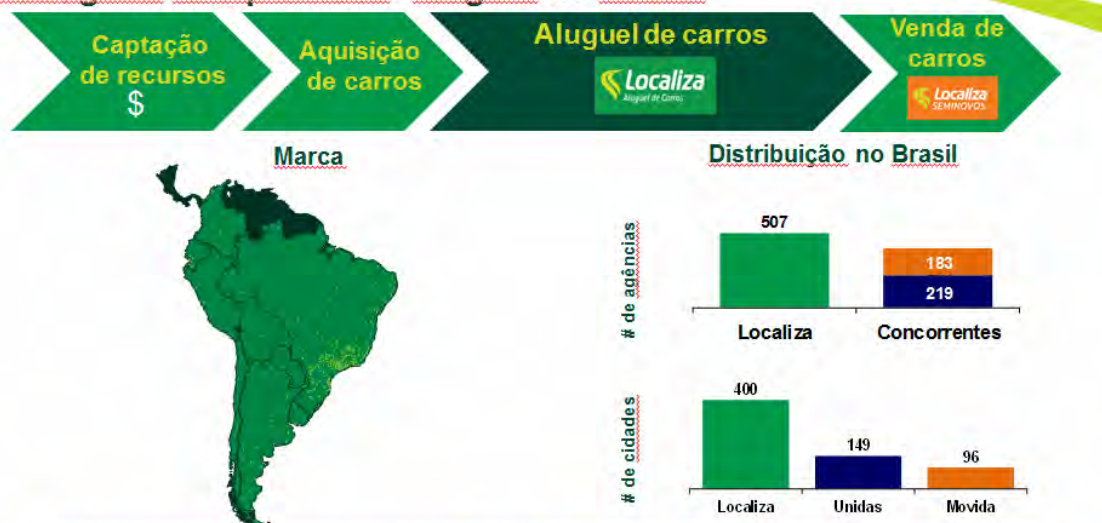 Captação
de recursos
$
Aquisição
de carros
Aluguel de carros
Localiza
Aluguel de Carros
Venda de
carros
Localiza
SEMINOVOS
Marca
Distribuição no Brasil
# de agências
507
183
219
Localiza
Concorrentes
# de cidades
400
149
96
Localiza
Unidas
Movida